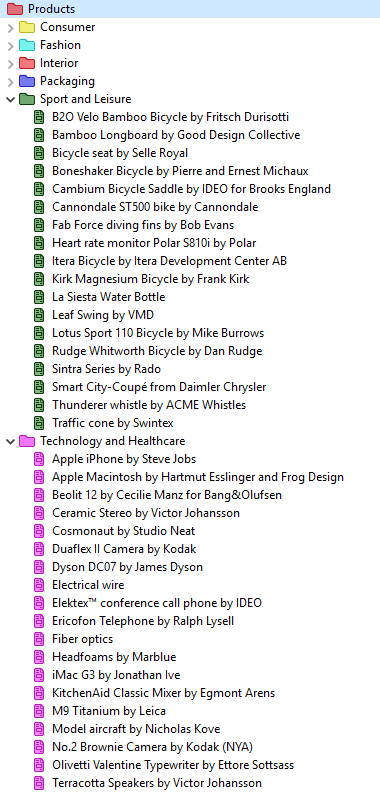 Products
Consumer
Fashion
Interior
Packaging
Sport and Leisure
B2O Velo Bamboo Bicycle by Fritsch Durisotti
Bamboo Longboard by Good Design Collective
Bicycle seat by Selle Royal
Boneshaker Bicycle by Pierre and Ernest Michaux
Cambium Bicycle Saddle by IDEO for Brooks England
Cannondale ST500 bike by Cannondale
Fab Force diving fins by Bob Evans
Heart rate monitor Polar S810i by Polar
Itera Bicycle by Itera Development Center AB
Kirk Magnesium Bicycle by Frank Kirk
La Siesta Water Bottle
Leaf Swing by VMD
Lotus Sport 110 Bicycle by Mike Burrows
Rudge Whitworth Bicycle by Dan Rudge
Sintra Series by Rado
Smart City-Coupé from Daimler Chrysler
Thunderer whistle by ACME Whistles
Traffic cone by Swintex
Technology and Healthcare
Apple iPhone by Steve Jobs
Apple Macintosh by Hartmut Esslinger and Frog Design
Beolit 12 by Cecilie Manz for Bang&Olufsen
Ceramic Stereo by Victor Johansson
Cosmonaut by Studio Neat
Duaflex II Camera by Kodak
Dyson DC07 by James Dyson
Electrical wire
Elektex™ conference call phone by IDEO
Ericofon Telephone by Ralph Lysell
Fiber optics
Headfoams by Marblue
iMac G3 by Jonathan Ive
KitchenAid Classic Mixer by Egmont Arens
M9 Titanium by Leica
Model aircraft by Nicholas Kove
No.2 Brownie Camera by Kodak (NYA)
Olivetti Valentine Typewriter by Ettore Sottsass
Terracotta Speakers by Victor Johansson